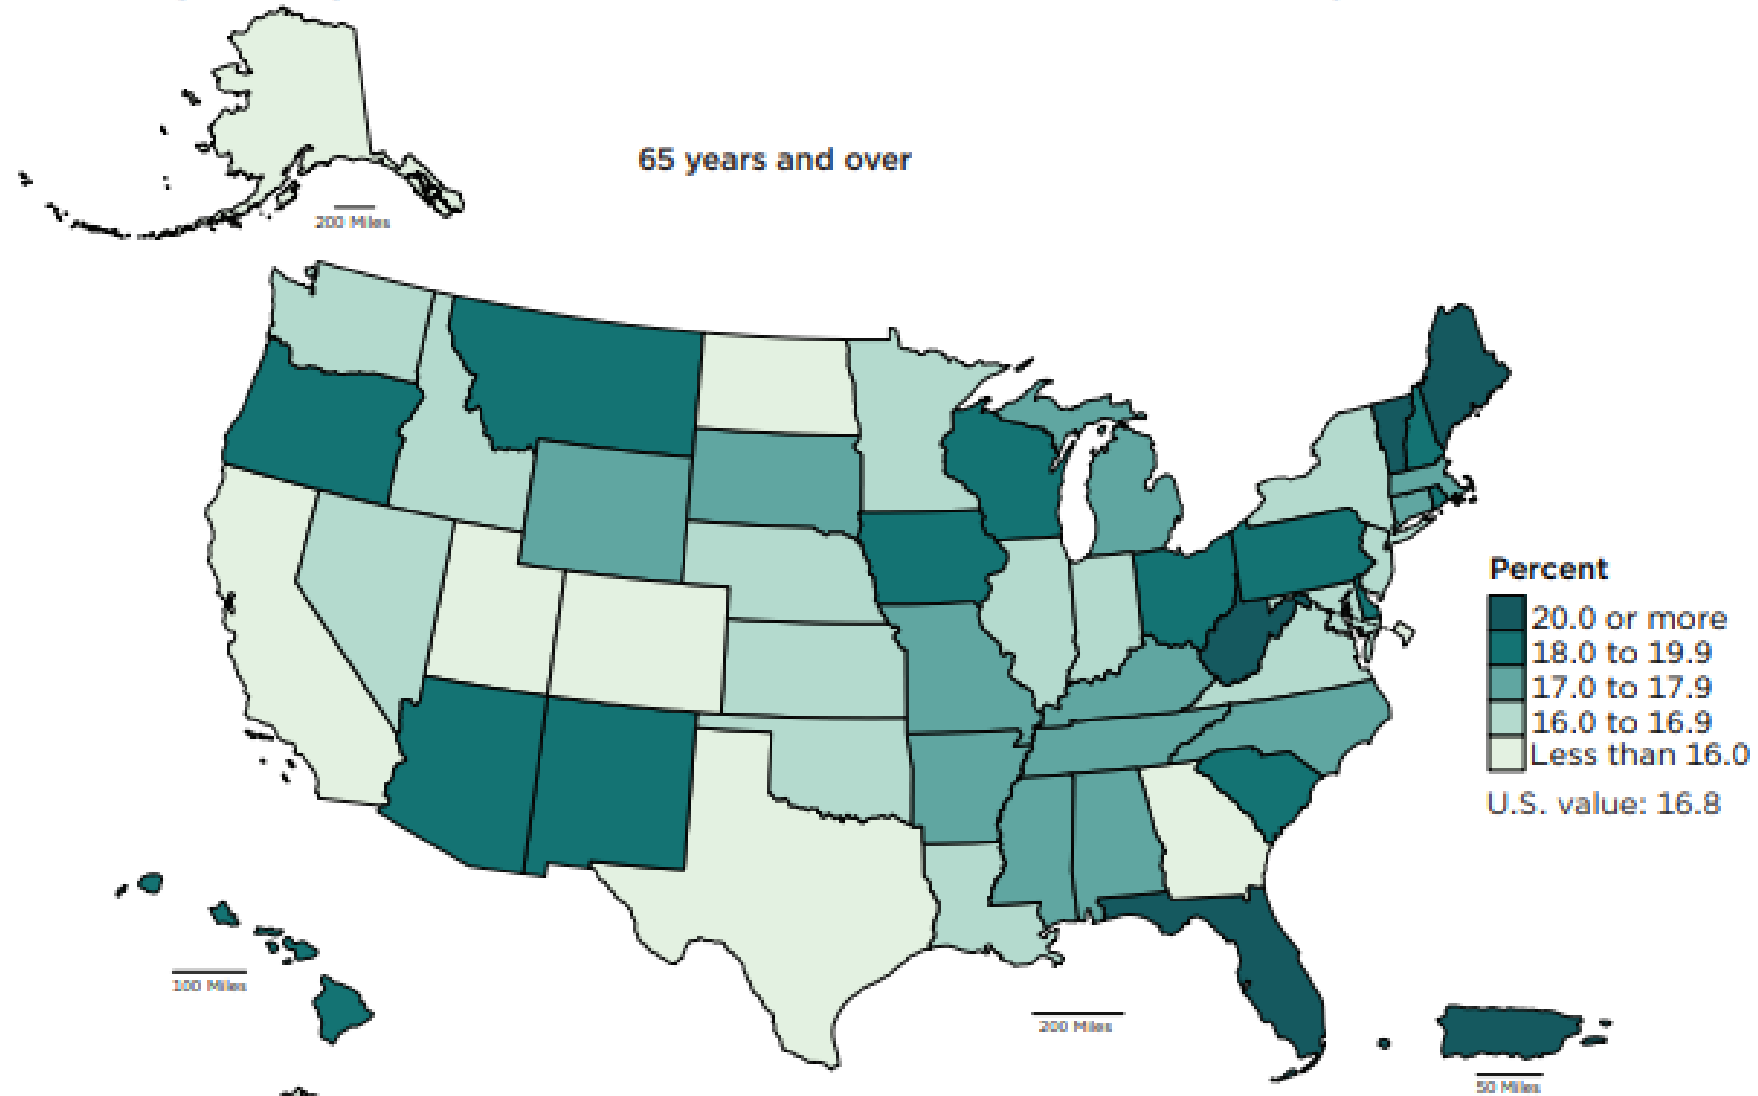 65 years and over
200 Miles
Percent
20.0 or more
18.0 to 19.9
17.0 to 17.9
16.0 to 16.9
Less than 16.0
U.S. value: 16.8
100 Miles
200 Miles
50 Miles